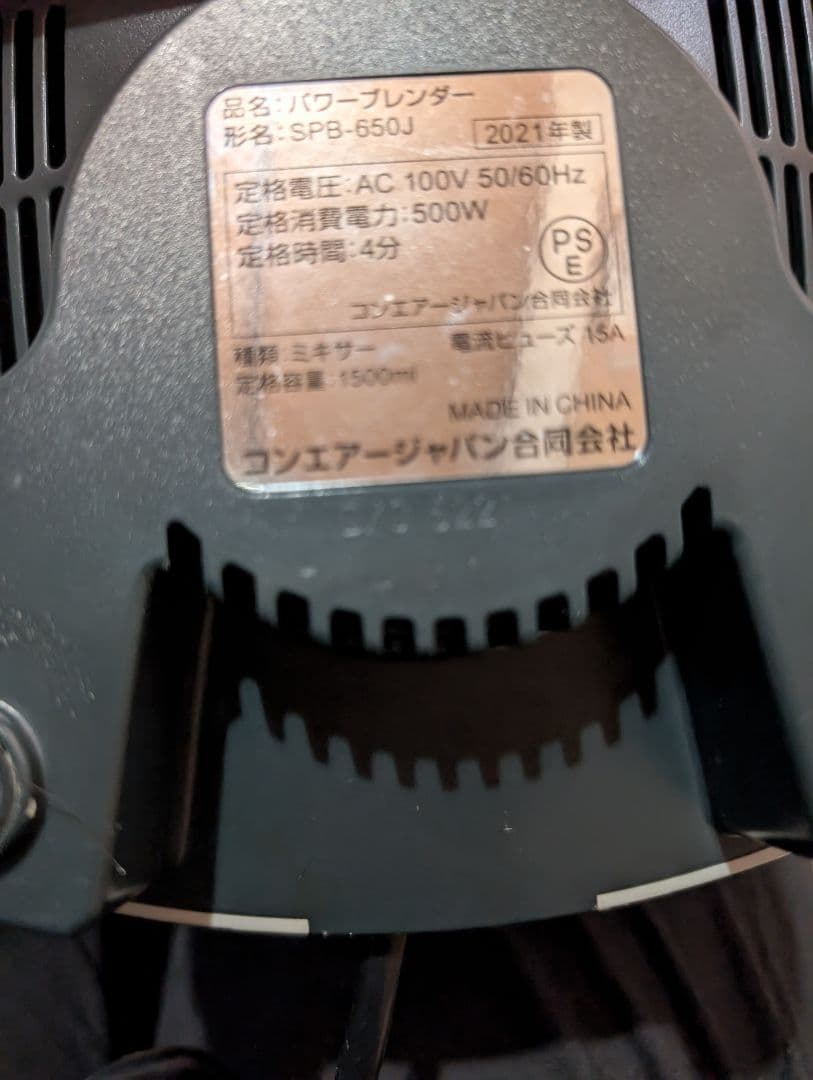 品名:パワーブレンダー
形名:SPB-650J
2021年製
定格電圧:AC 100V 50/60Hz
定格消費電力:500W
定格時間:4分
PS
E
コンエアージャパン合同会社
種類:ミキサー
電流ヒューズ 15A
定格容量:1500ml
MADE IN CHINA
コンエアージャパン合同会社